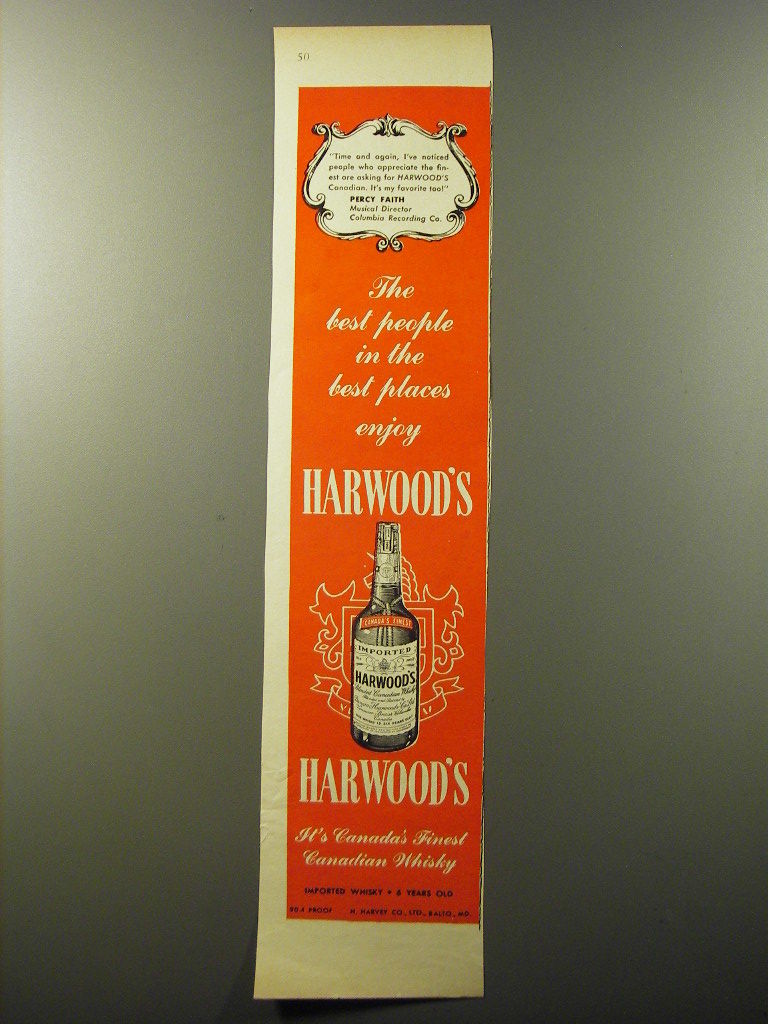 50
"Time and again, I've noticed
people who appreciate the fin-
est are asking for HARWOOD'S
Canadian. It's my favorite too!"
PERCY FAITH
Musical Director
Columbia Recording Co.
The
best people
in the
best places
enjoy
HARWOOD'S
CANADA'S FINEST
IMPORTED
HARWOOD'S
Blended Canadian Whisky
HARWOOD'S
It's Canada's Finest
Canadian Whisky
IMPORTED WHISKY • 6 YEARS OLD
90.4 PROOF N. HARVEY CO., LTD., BALTO., MD.